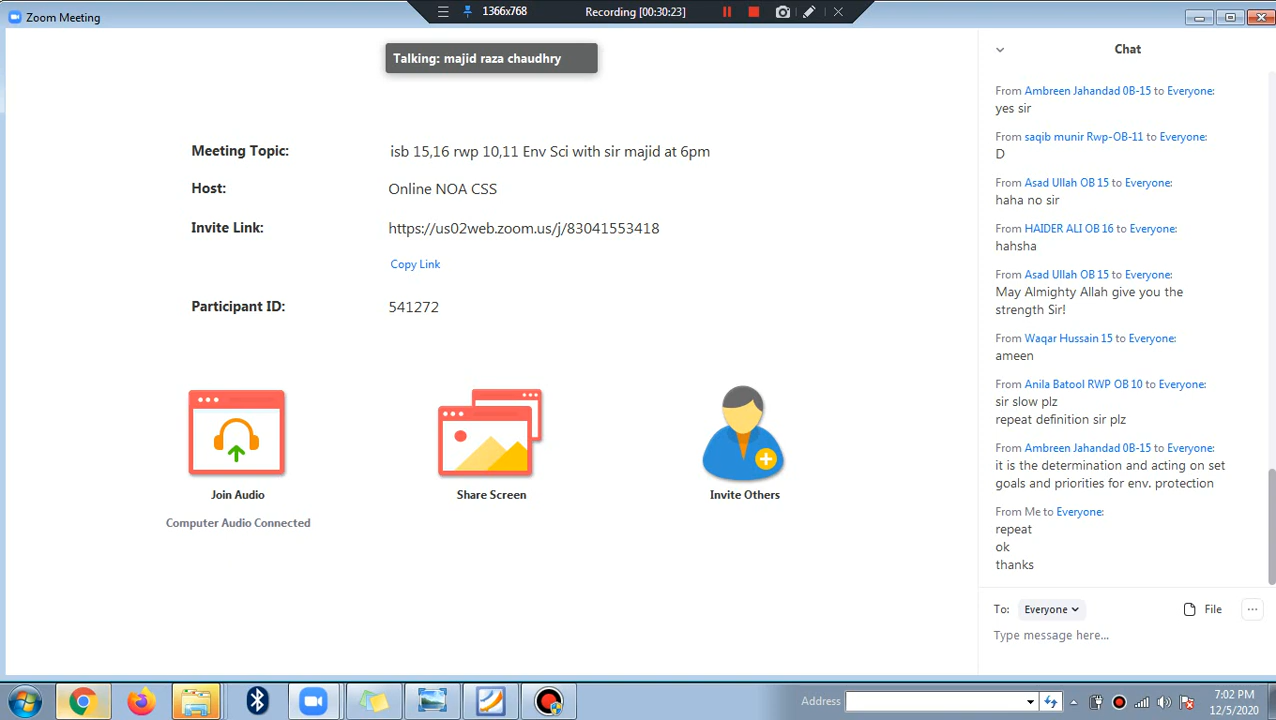 Zoom Meeting
1366x768
Recording [00:30:23]
Talking: majid raza chaudhry
Meeting Topic:
isb 15,16 rwp 10,11 Env Sci with sir majid at 6pm
Host:
Online NOA CSS
Invite Link:
https://us02web.zoom.us/j/83041553418
Copy Link
Participant ID:
541272
Join Audio
Computer Audio Connected
Share Screen
Invite Others
Chat
From Ambreen Jahandad 0B-15 to Everyone:
yes sir
From saqib munir Rwp-OB-11 to Everyone:
D
From Asad Ullah OB 15 to Everyone:
haha no sir
From HAIDER ALI OB 16 to Everyone:
hahsha
From Asad Ullah OB 15 to Everyone:
May Almighty Allah give you the
strength Sir!
From Waqar Hussain 15 to Everyone:
ameen
From Anila Batool RWP OB 10 to Everyone:
sir slow plz
repeat definition sir plz
From Ambreen Jahandad 0B-15 to Everyone:
it is the determination and acting on set
goals and priorities for env. protection
From Me to Everyone:
repeat
ok
thanks
To: Everyone
File
Type message here...
Address
7:02 PM
12/5/2020